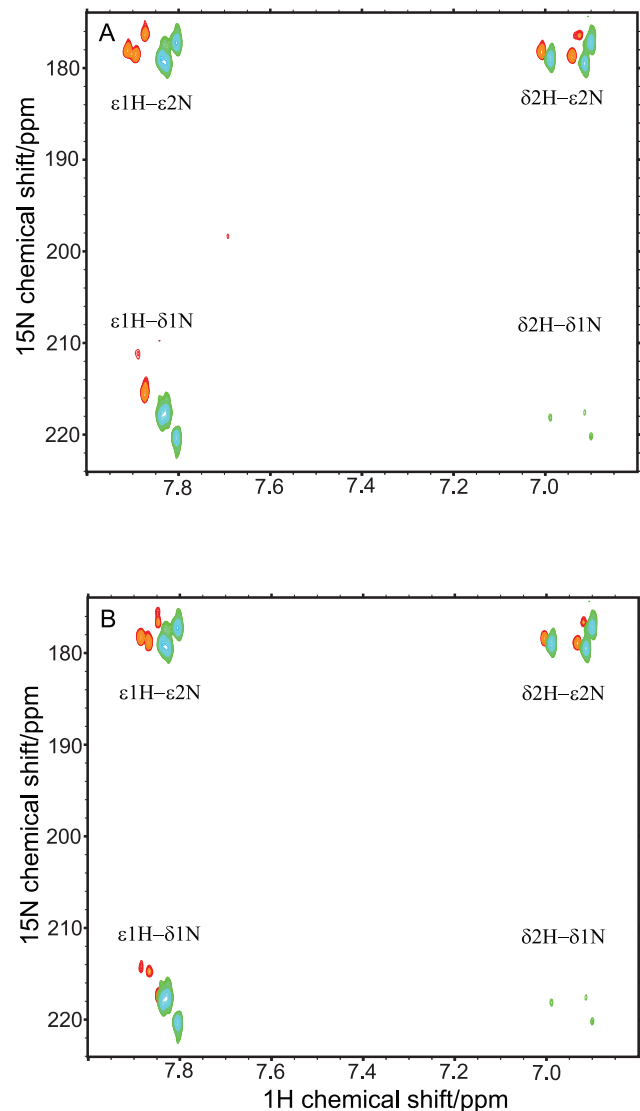 A
180
ε1H–ε2N
δ2H–ε2N
190
200
ε1H–δ1N
δ2H–δ1N
210
220
15N chemical shift/ppm
7.8
7.6
7.4
7.2
7.0
B
180
ε1H–ε2N
δ2H–ε2N
190
200
ε1H–δ1N
δ2H–δ1N
210
220
15N chemical shift/ppm
7.8
7.6
7.4
7.2
7.0
1H chemical shift/ppm